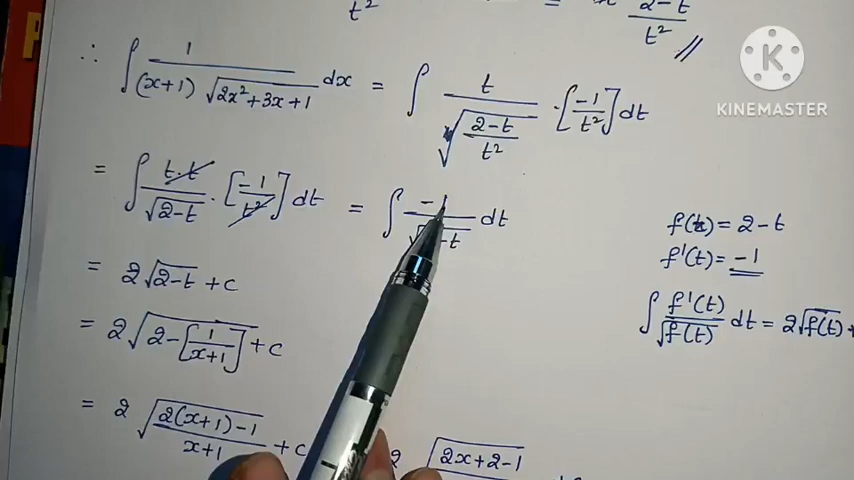 t²
= 2-t/t² //
∴ ∫ 1/((x+1) √(2x²+3x+1)) dx = ∫ t/√((2-t)/t²) · [-1/t²] dt
= ∫ t·t/√(2-t) · [-1/t²] dt = ∫ -1/√ -t dt
= 2√(2-t) + c
= 2√(2-[1/(x+1)]) + c
= 2√((2(x+1)-1)/(x+1)) + c
2√(2x+2-1
f(t) = 2-t
f'(t) = -1
∫ f'(t)/√f(t) dt = 2√f(t) +
K
KINEMASTER